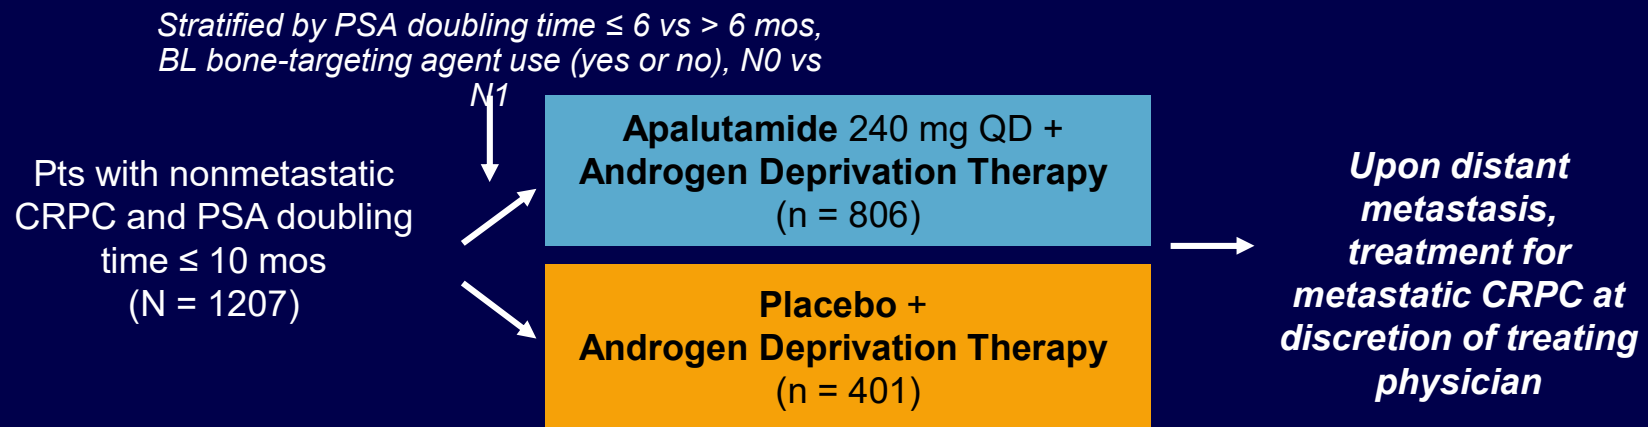 Stratified by PSA doubling time ≤ 6 vs > 6 mos,
BL bone-targeting agent use (yes or no), N0 vs
N1
Pts with nonmetastatic
CRPC and PSA doubling
time ≤ 10 mos
(N = 1207)
Apalutamide 240 mg QD +
Androgen Deprivation Therapy
(n = 806)
Placebo +
Androgen Deprivation Therapy
(n = 401)
Upon distant
metastasis,
treatment for
metastatic CRPC at
discretion of treating
physician